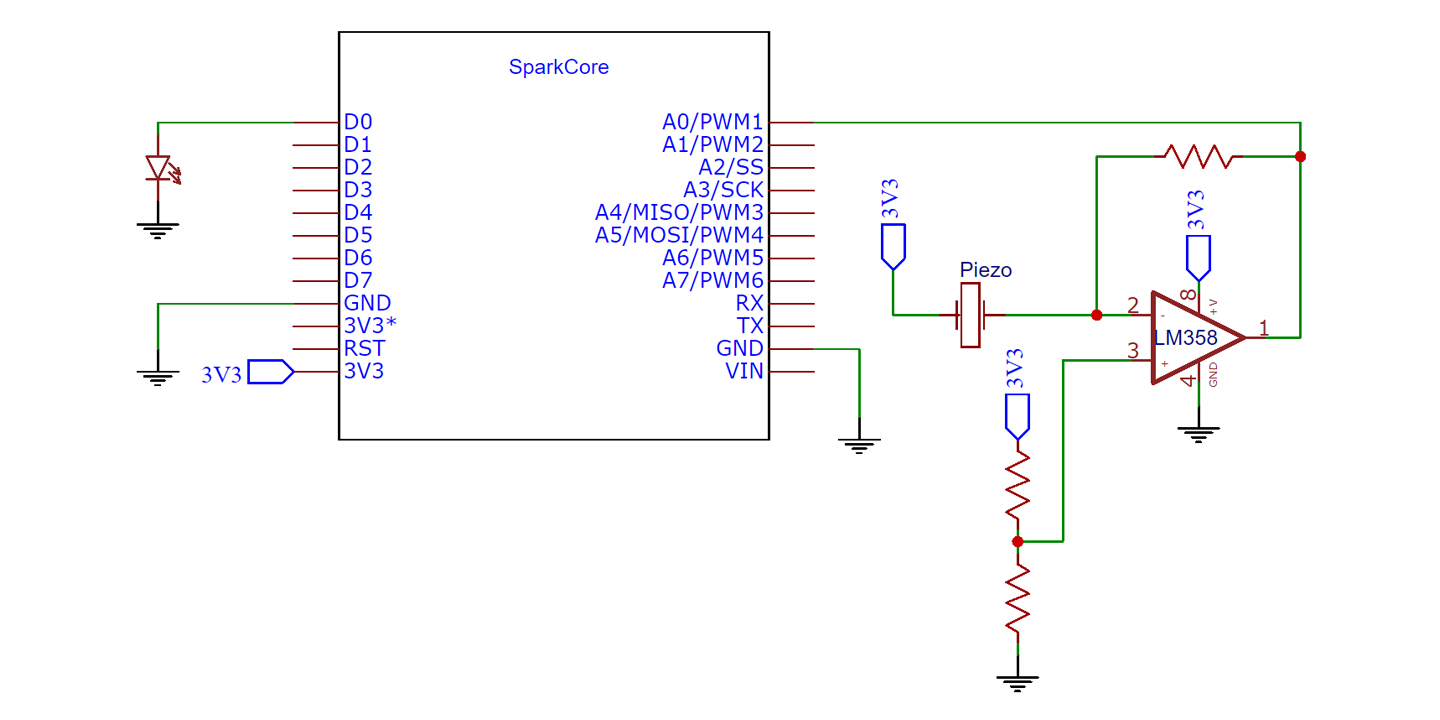 SparkCore
D0
D1
D2
D3
D4
D5
D6
D7
GND
3V3*
RST
3V3
3V3
A0/PWM1
A1/PWM2
A2/SS
A3/SCK
A4/MISO/PWM3
A5/MOSI/PWM4
A6/PWM5
A7/PWM6
RX
TX
GND
VIN
3V3
Piezo
3V3
3V3
2
-
3
+
8
+V
LM358
1
4
GND